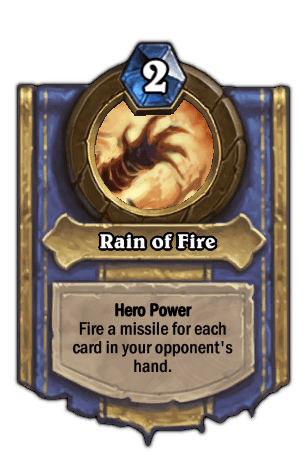 2
Rain of Fire
Hero Power
Fire a missile for each
card in your opponent's
hand.